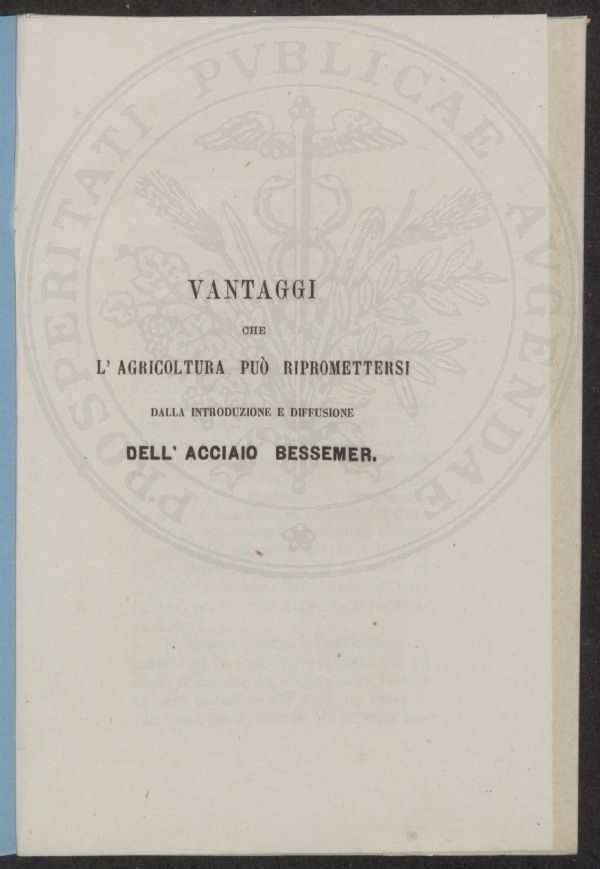 PROSPERITATI PVBLICAE AVGENDAE
VANTAGGI
CHE
L' AGRICOLTURA PUÒ RIPROMETTERSI
DALLA INTRODUZIONE E DIFFUSIONE
DELL' ACCIAIO BESSEMER.